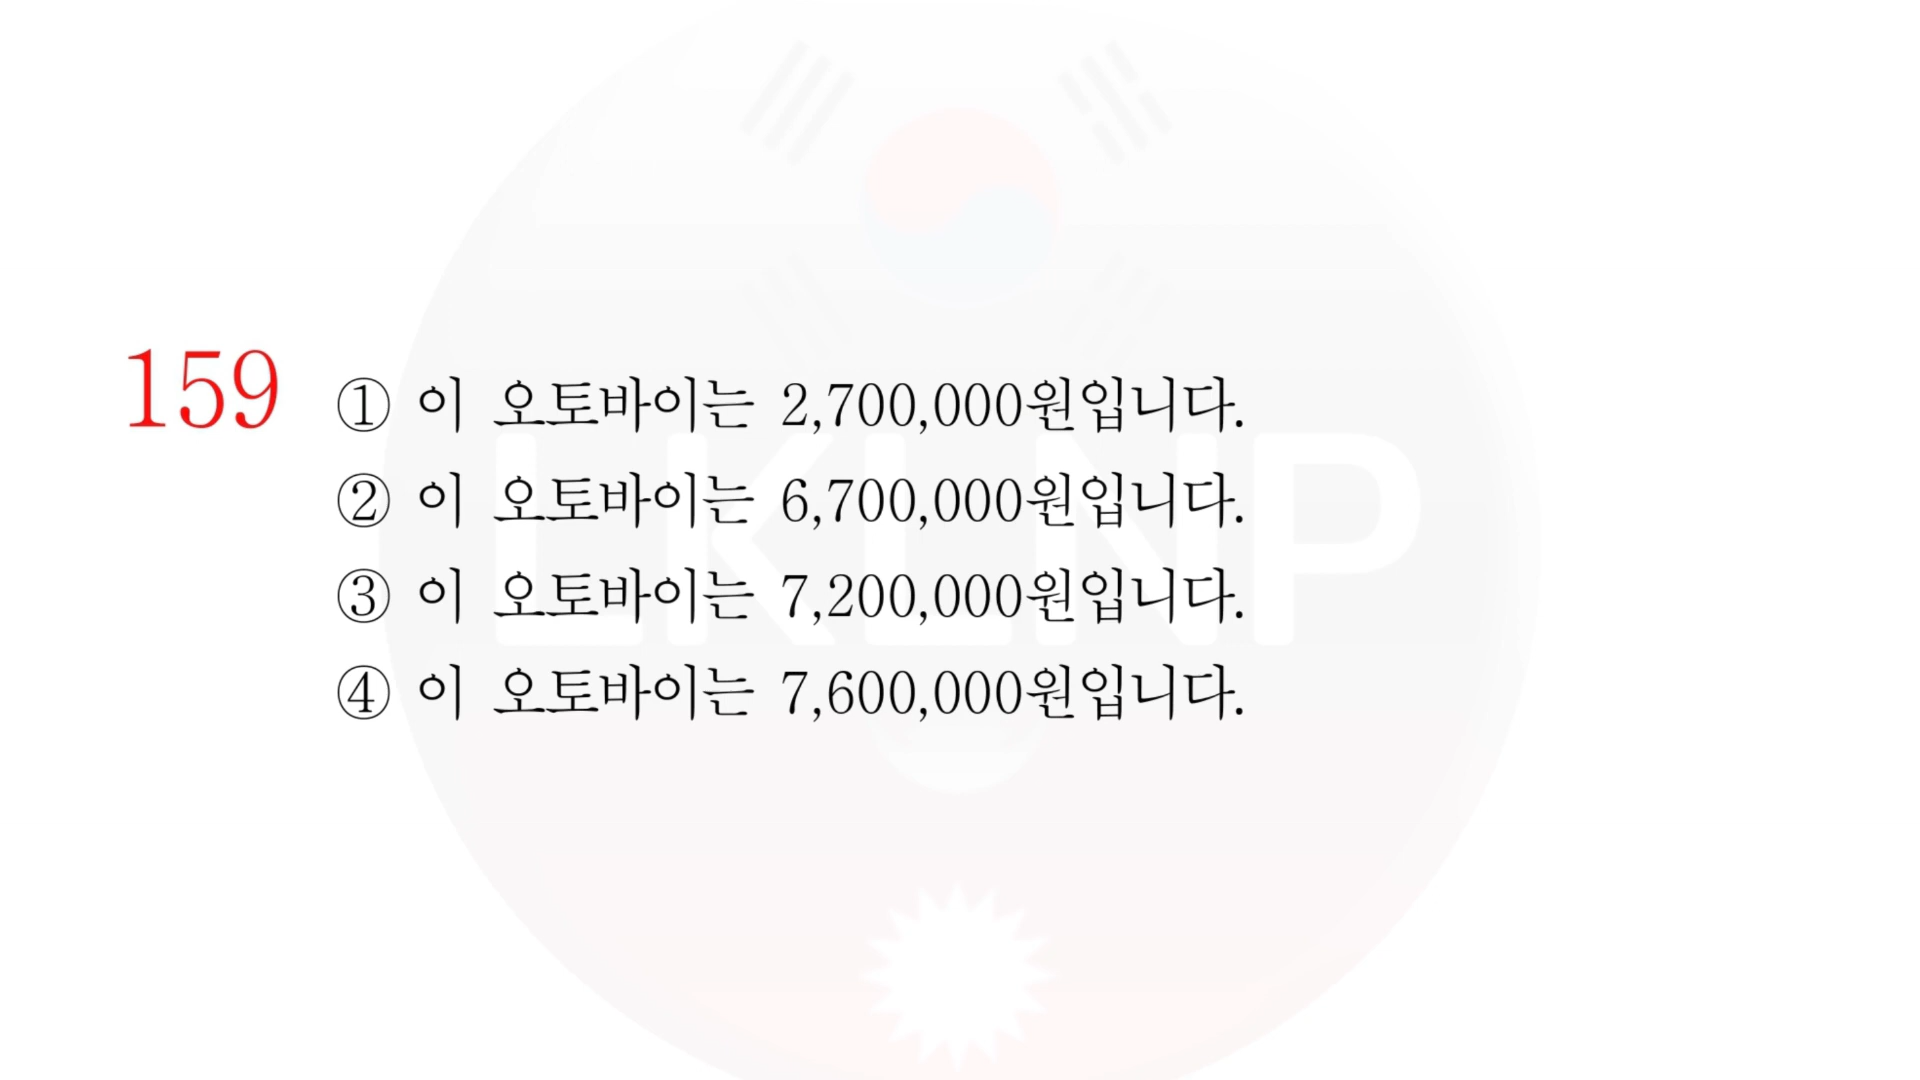 159 ① 이 오토바이는 2,700,000원입니다.
② 이 오토바이는 6,700,000원입니다.
③ 이 오토바이는 7,200,000원입니다.
④ 이 오토바이는 7,600,000원입니다.
LKLNP